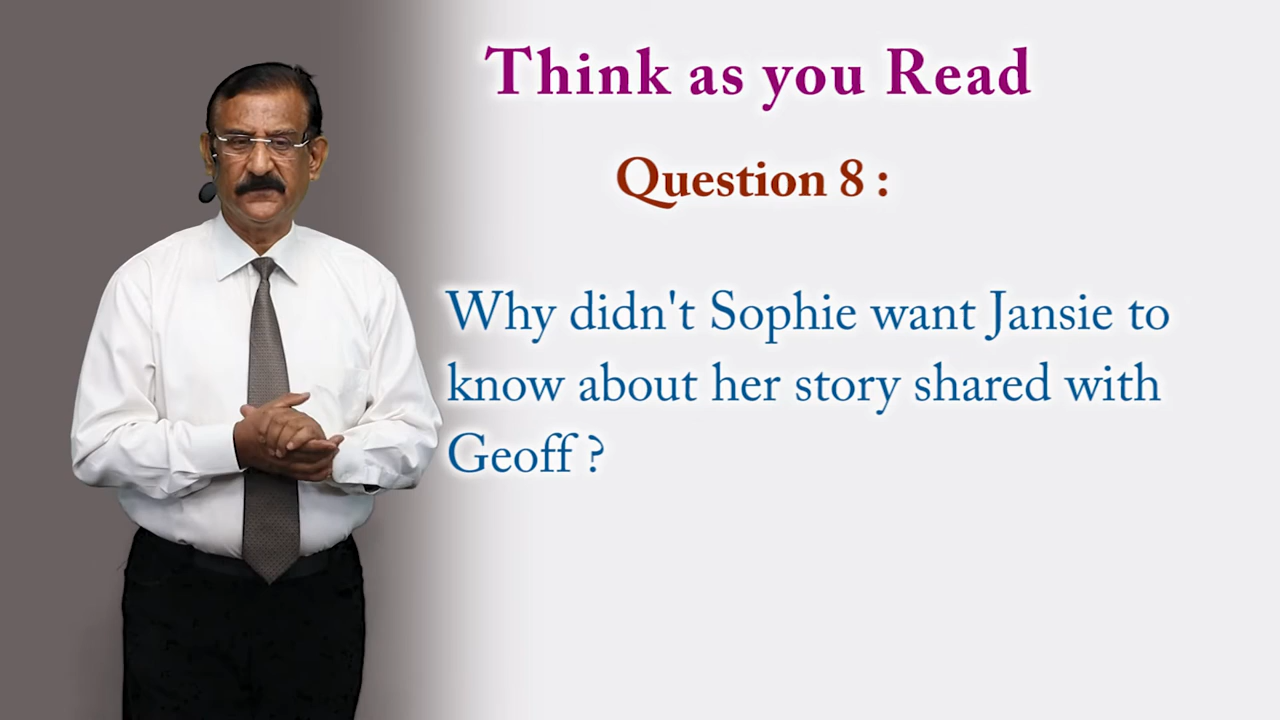 Think as you Read
Question 8 :
Why didn't Sophie want Jansie to
know about her story shared with
Geoff ?